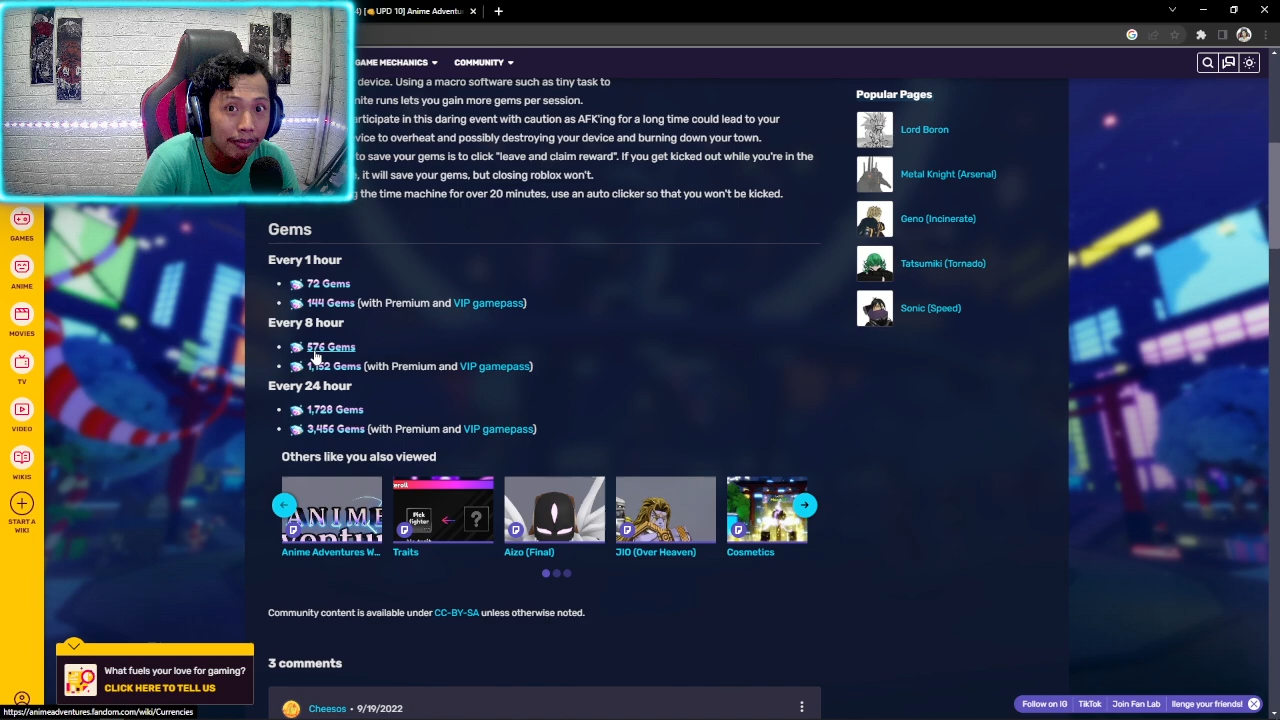 [👊 UPD 10] Anime Adventu
GAME MECHANICS
COMMUNITY
device. Using a macro software such as tiny task to
nite runs lets you gain more gems per session.
articipate in this daring event with caution as AFK'ing for a long time could lead to your
vice to overheat and possibly destroying your device and burning down your town.
to save your gems is to click "leave and claim reward". If you get kicked out while you're in the
, it will save your gems, but closing roblox won't.
g the time machine for over 20 minutes, use an auto clicker so that you won't be kicked.
Popular Pages
Lord Boron
Metal Knight (Arsenal)
Geno (Incinerate)
Tatsumiki (Tornado)
Sonic (Speed)
GAMES
ANIME
MOVIES
TV
VIDEO
WIKIS
START A
WIKI
Gems
Every 1 hour
72 Gems
144 Gems (with Premium and VIP gamepass)
Every 8 hour
576 Gems
1,152 Gems (with Premium and VIP gamepass)
Every 24 hour
1,728 Gems
3,456 Gems (with Premium and VIP gamepass)
Others like you also viewed
eroll
Pick
fighter
ANIME
Anime Adventures W...
Traits
Aizo (Final)
JIO (Over Heaven)
Cosmetics
Community content is available under CC-BY-SA unless otherwise noted.
3 comments
Cheesos • 9/19/2022
What fuels your love for gaming?
CLICK HERE TO TELL US
https://animeadventures.fandom.com/wiki/Currencies
Follow on IG
TikTok
Join Fan Lab
llenge your friends!